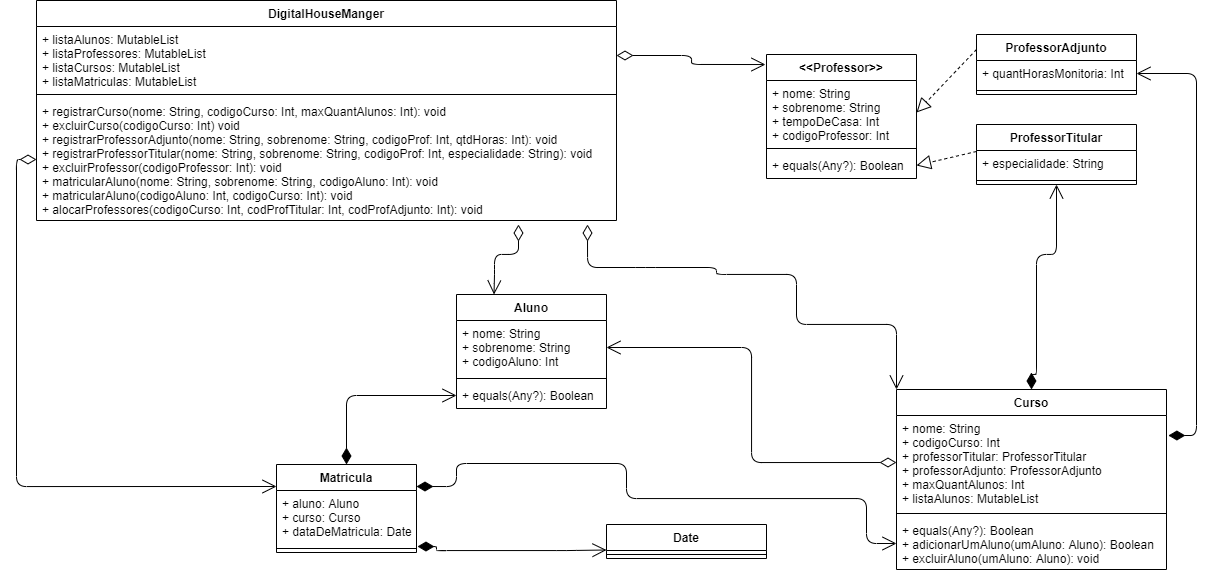 DigitalHouseManger
+ listaAlunos: MutableList
+ listaProfessores: MutableList
+ listaCursos: MutableList
+ listaMatriculas: MutableList
+ registrarCurso(nome: String, codigoCurso: Int, maxQuantAlunos: Int): void
+ excluirCurso(codigoCurso: Int) void
+ registrarProfessorAdjunto(nome: String, sobrenome: String, codigoProf: Int, qtdHoras: Int): void
+ registrarProfessorTitular(nome: String, sobrenome: String, codigoProf: Int, especialidade: String): void
+ excluirProfessor(codigoProfessor: Int): void
+ matricularAluno(nome: String, sobrenome: String, codigoAluno: Int): void
+ matricularAluno(codigoAluno: Int, codigoCurso: Int): void
+ alocarProfessores(codigoCurso: Int, codProfTitular: Int, codProfAdjunto: Int): void
<<Professor>>
+ nome: String
+ sobrenome: String
+ tempoDeCasa: Int
+ codigoProfessor: Int
+ equals(Any?): Boolean
ProfessorAdjunto
+ quantHorasMonitoria: Int
ProfessorTitular
+ especialidade: String
Aluno
+ nome: String
+ sobrenome: String
+ codigoAluno: Int
+ equals(Any?): Boolean
Curso
+ nome: String
+ codigoCurso: Int
+ professorTitular: ProfessorTitular
+ professorAdjunto: ProfessorAdjunto
+ maxQuantAlunos: Int
+ listaAlunos: MutableList
+ equals(Any?): Boolean
+ adicionarUmAluno(umAluno: Aluno): Boolean
+ excluirAluno(umAluno: Aluno): void
Matricula
+ aluno: Aluno
+ curso: Curso
+ dataDeMatricula: Date
Date